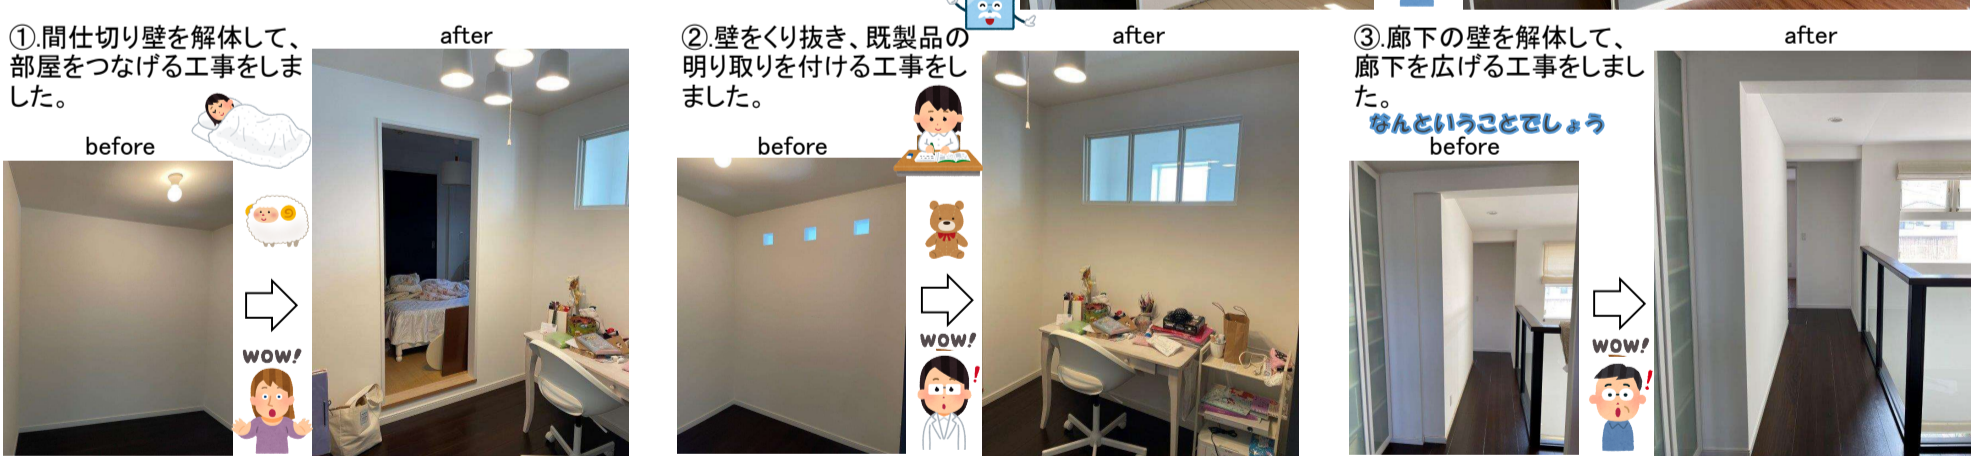 ①.間仕切り壁を解体して、
部屋をつなげる工事をしま
した。
before
after
WOW!
②.壁をくり抜き、既製品の
明り取りを付ける工事をし
ました。
before
after
WOW!
③.廊下の壁を解体して、
廊下を広げる工事をしまし
た。
なんということでしょう
before
after
WOW!